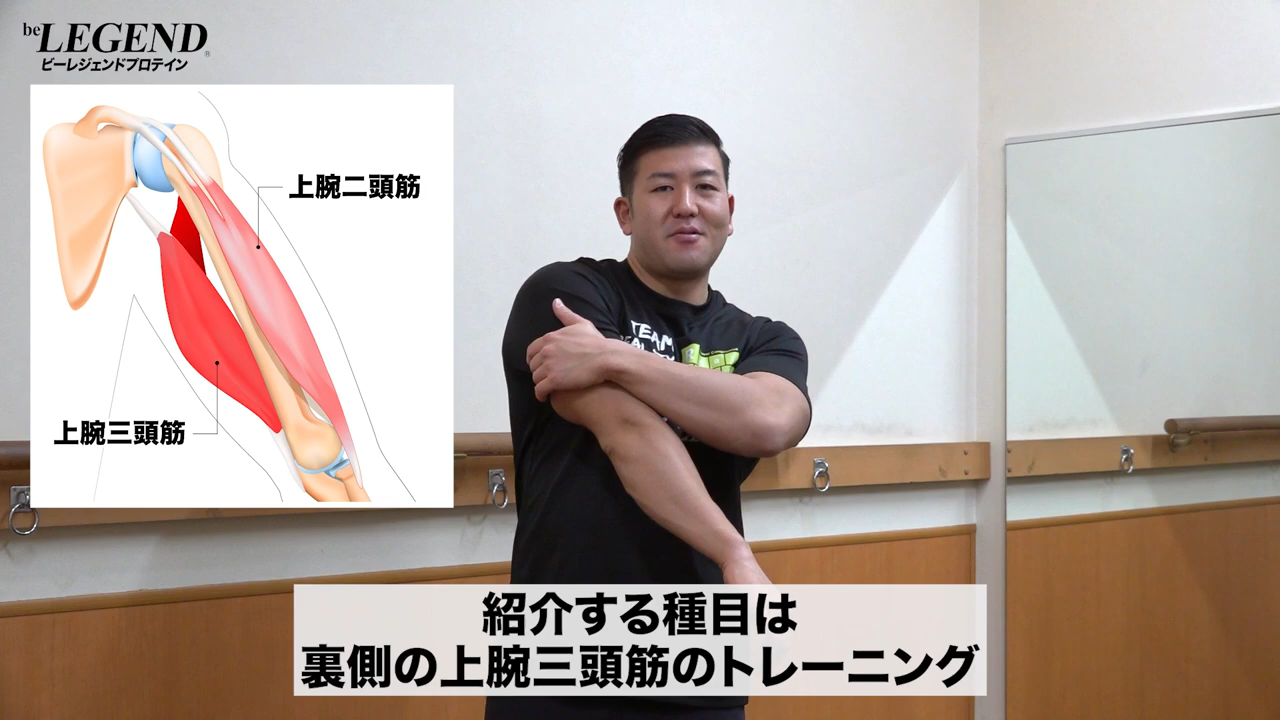 be LEGEND®
ビーレジェンドプロテイン
上腕二頭筋
上腕三頭筋
TEAM
紹介する種目は
裏側の上腕三頭筋のトレーニング